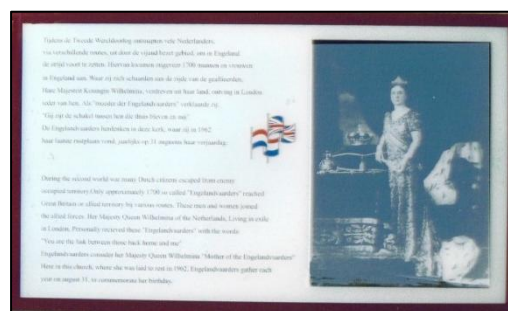 Tijdens de Tweede Wereldoorlog ontsnapten vele Nederlanders,
via verschillende routes, uit door de vijand bezet gebied, om in Engeland
de strijd voort te zetten. Hiervan kwamen ongeveer 1700 mannen en vrouwen
in Engeland aan. Waar zij zich schaarden aan de zijde van de geallieerden.
Hare Majesteit Koningin Wilhelmina, verdreven uit haar land, ontving in Londen
ieder van hen. Als "moeder der Engelandvaarders" verklaarde zij
"Gij zijt de schakel tussen hen die thuis bleven en mij"
De Engelandvaarders herdenken in deze kerk, waar zij in 1962
haar laatste rustplaats vond, jaarlijks op 31 augustus haar verjaardag.
During the second world war many Dutch citizens escaped from enemy
occupied territory. Only approximately 1700 so called "Engelandvaarders" reached
Great Britain or allied territory by various routes. These men and women joined
the allied forces. Her Majesty Queen Wilhelmina of the Netherlands, Living in exile
in London, Personally recieved these "Engelandvaarders" with the words
"You are the link between those back home and me"
Engelandvaarders consider her Majesty Queen Wilhelmina "Mother of the Engelandvaarders"
Here in this church, where she was laid to rest in 1962, Engelandvaarders gather each
year on august 31, to commemorate her birthday.